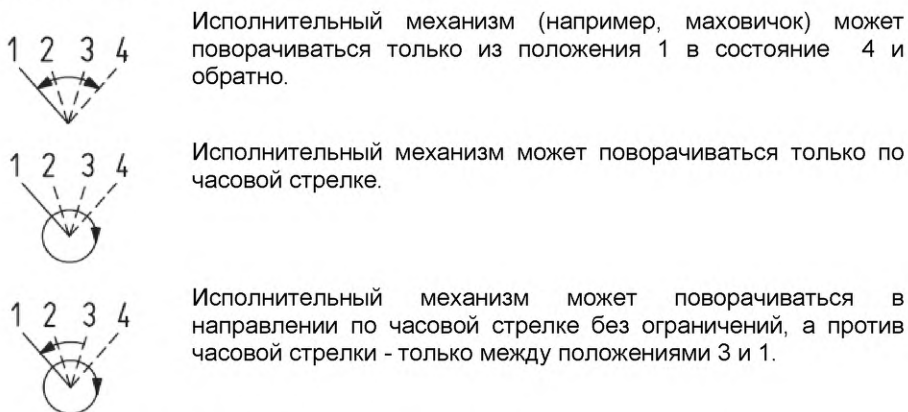 Исполнительный механизм (например, маховичок) может
поворачиваться только из положения 1 в состояние 4 и
обратно.
1 2 3 4
Исполнительный механизм может поворачиваться только по
часовой стрелке.
1 2 3 4
Исполнительный механизм может поворачиваться в
направлении по часовой стрелке без ограничений, а против
часовой стрелки - только между положениями 3 и 1.
1 2 3 4